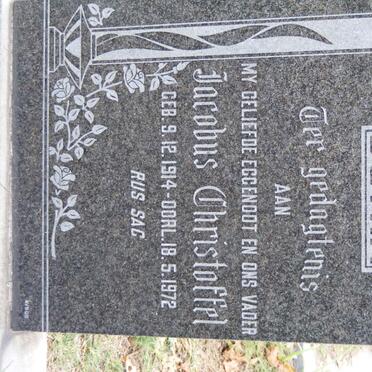 Ter gedagtenis
AAN
MY GELIEFDE EGGENOOT EN ONS VADER
Jacobus Christoffel
GEB. 9.12.1914 - OORL. 18.5.1972
RUS SAG